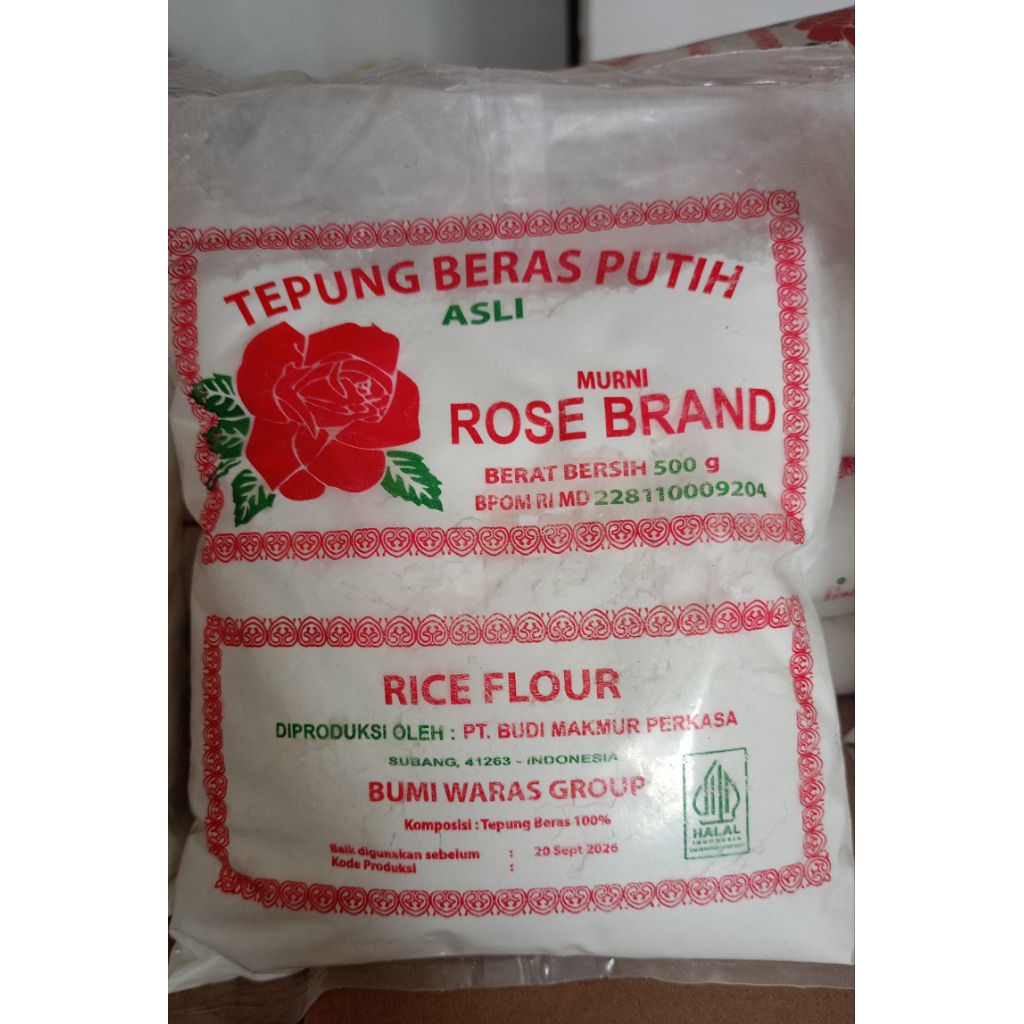 TEPUNG BERAS PUTIH
ASLI
MURNI
ROSE BRAND
BERAT BERSIH 500 g
BPOM RI MD 228110009204
RICE FLOUR
DIPRODUKSI OLEH : PT. BUDI MAKMUR PERKASA
SUBANG, 41263 - INDONESIA
BUMI WARAS GROUP
Komposisi : Tepung Beras 100%
Baik digunakan sebelum : 20 Sept 2026
Kode Produksi :
HALAL
INDONESIA